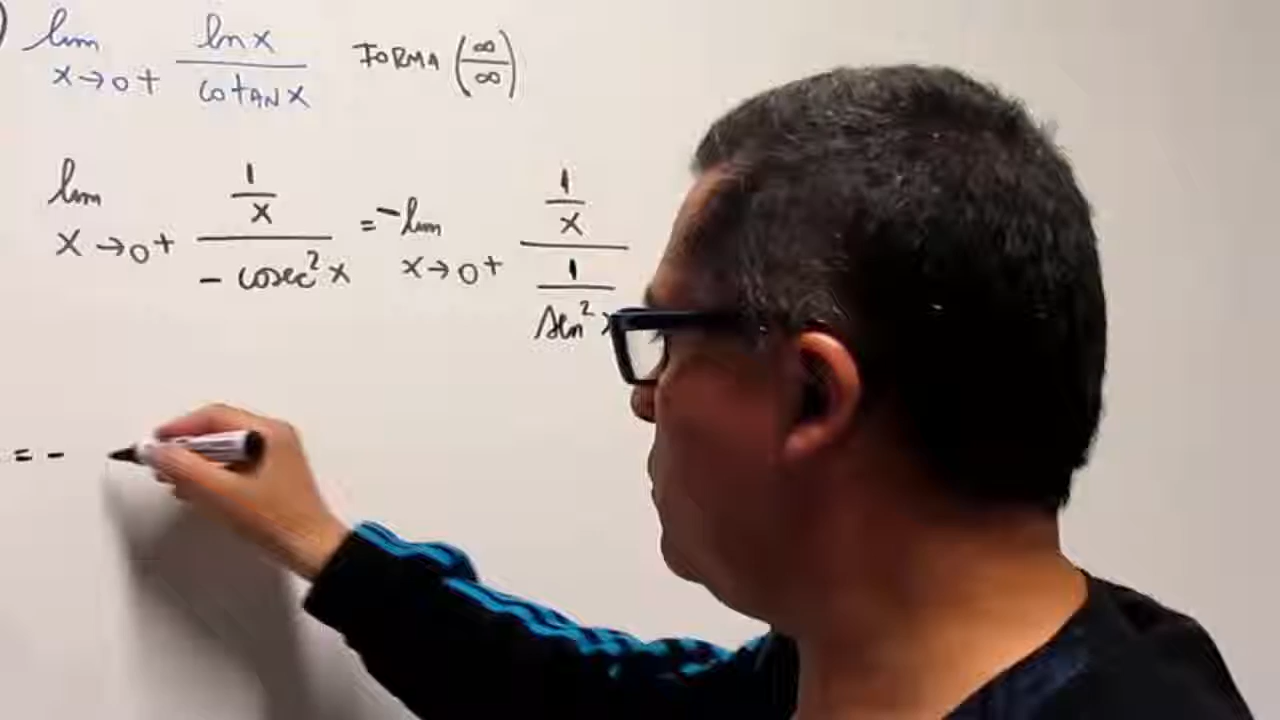 ) lim x→0+ ln x / cotan x FORMA (∞/∞)
lim x→0+ (1/x) / (- cosec² x) = - lim x→0+ (1/x) / (1/sen² x)
= -